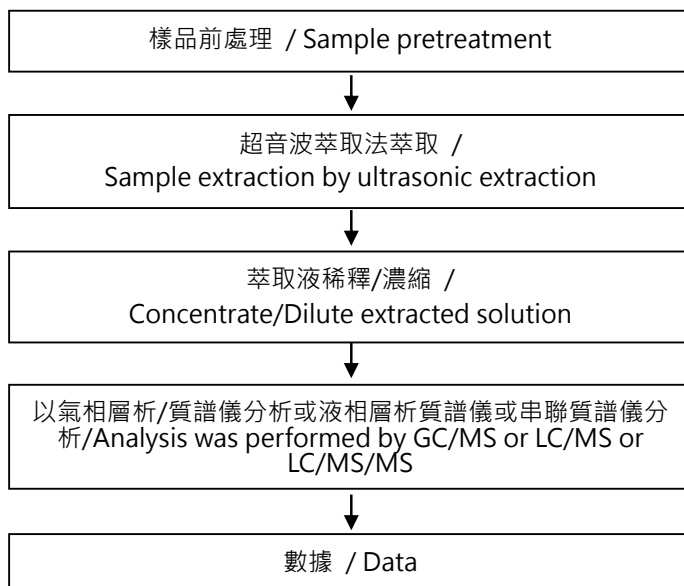 樣品前處理 / Sample pretreatment
超音波萃取法萃取 /
Sample extraction by ultrasonic extraction
萃取液稀釋/濃縮 /
Concentrate/Dilute extracted solution
以氣相層析/質譜儀分析或液相層析質譜儀或串聯質譜儀分
析/Analysis was performed by GC/MS or LC/MS or
LC/MS/MS
數據 / Data